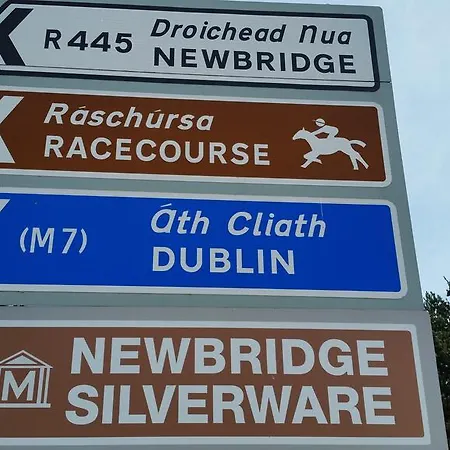 R445 Droichead Nua
NEWBRIDGE
Ráschúrsa
RACECOURSE
(M7) Áth Cliath
DUBLIN
M NEWBRIDGE
SILVERWARE